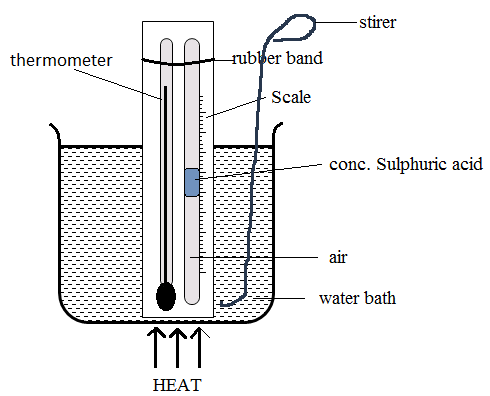 stirer
rubber band
thermometer
Scale
conc. Sulphuric acid
air
water bath
HEAT